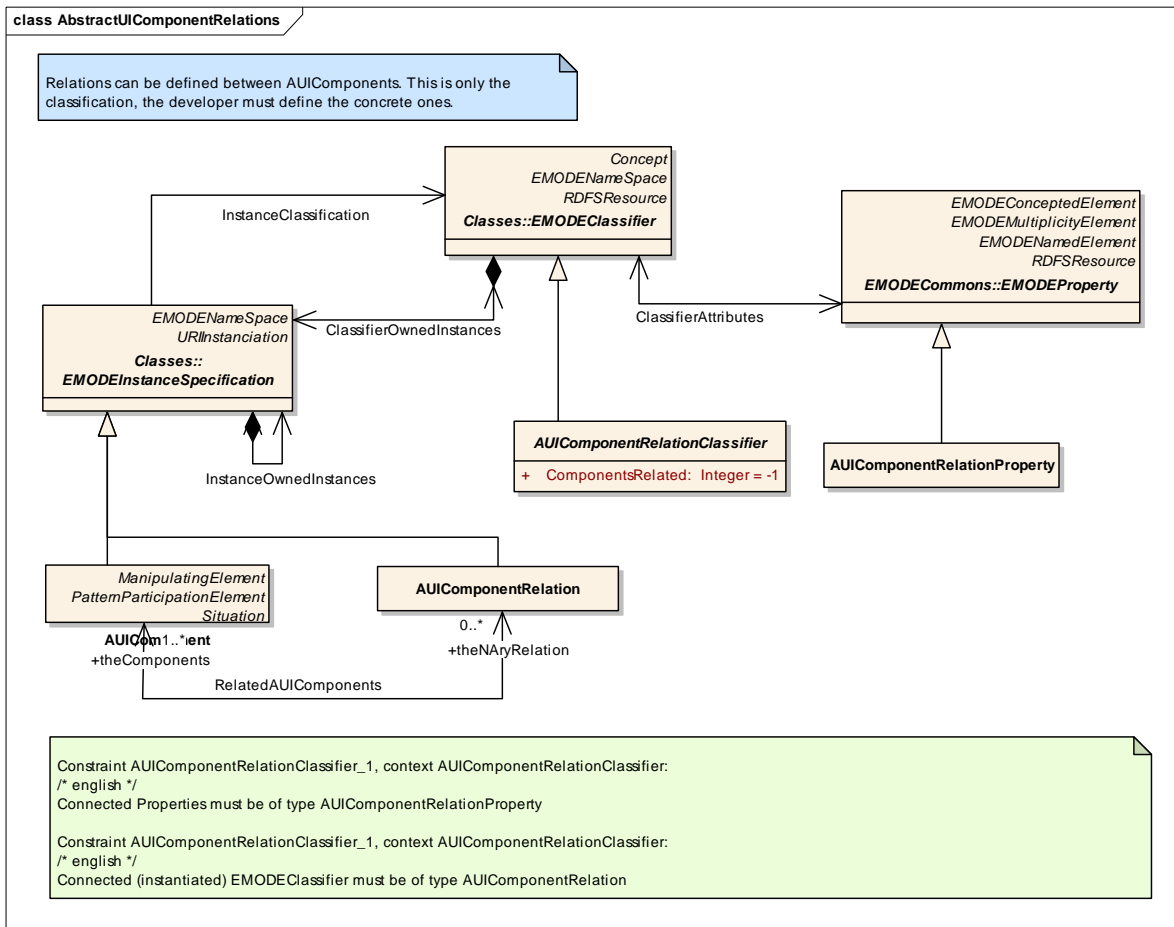 class AbstractUIComponentRelations
Relations can be defined between AUIComponents. This is only the
classification, the developer must define the concrete ones.
Concept
EMODENameSpace
RDFSResource
Classes::EMODEClassifier
EMODEConceptedElement
EMODEMultiplicityElement
EMODENamedElement
RDFSResource
EMODECommons::EMODEProperty
InstanceClassification
ClassifierAttributes
EMODENameSpace
URIInstanciation
Classes::
EMODEInstanceSpecification
ClassifierOwnedInstances
InstanceOwnedInstances
AUIComponentRelationClassifier
+ ComponentsRelated: Integer = -1
AUIComponentRelationProperty
ManipulatingElement
PatternParticipationElement
Situation
AUIComponentRelation
1..*
+theComponents
0..*
+theNAryRelation
RelatedAUIComponents
Constraint AUIComponentRelationClassifier_1, context AUIComponentRelationClassifier:
/* english */
Connected Properties must be of type AUIComponentRelationProperty
Constraint AUIComponentRelationClassifier_1, context AUIComponentRelationClassifier:
/* english */
Connected (instantiated) EMODEClassifier must be of type AUIComponentRelation